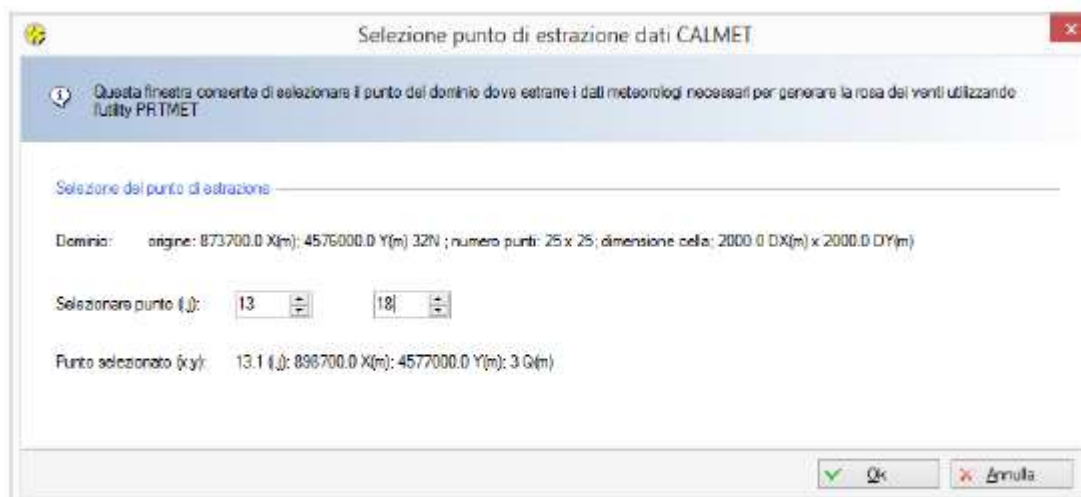 Selezione punto di estrazione dati CALMET
Questa finestra consente di selezionare il punto del dominio dove estrarre i dati meteorologi necessari per generare la rosa dei venti utilizzando
l'utility PRTMET
Selezione del punto di estrazione
Dominio: origine: 873700.0 X(m); 4576000.0 Y(m) 32N ; numero punti: 25 x 25; dimensione cella: 2000.0 DX(m) x 2000.0 DY(m)
Selezionare punto (i,j): 13 18
Punto selezionato (x,y): 13.1 (i,j); 898700.0 X(m); 4577000.0 Y(m); 3 Q(m)
Ok Annulla